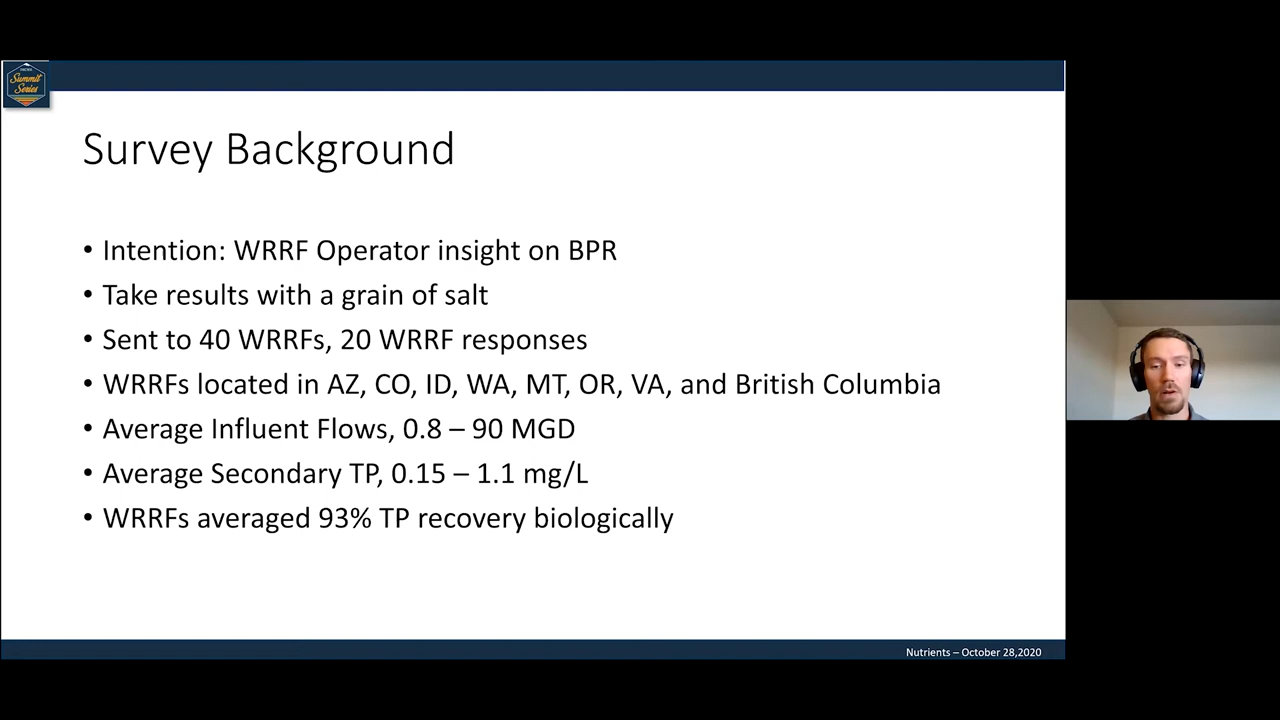 PNCWA
Summit
Series
Survey Background
• Intention: WRRF Operator insight on BPR
• Take results with a grain of salt
• Sent to 40 WRRFs, 20 WRRF responses
• WRRFs located in AZ, CO, ID, WA, MT, OR, VA, and British Columbia
• Average Influent Flows, 0.8 – 90 MGD
• Average Secondary TP, 0.15 – 1.1 mg/L
• WRRFs averaged 93% TP recovery biologically
Nutrients – October 28,2020